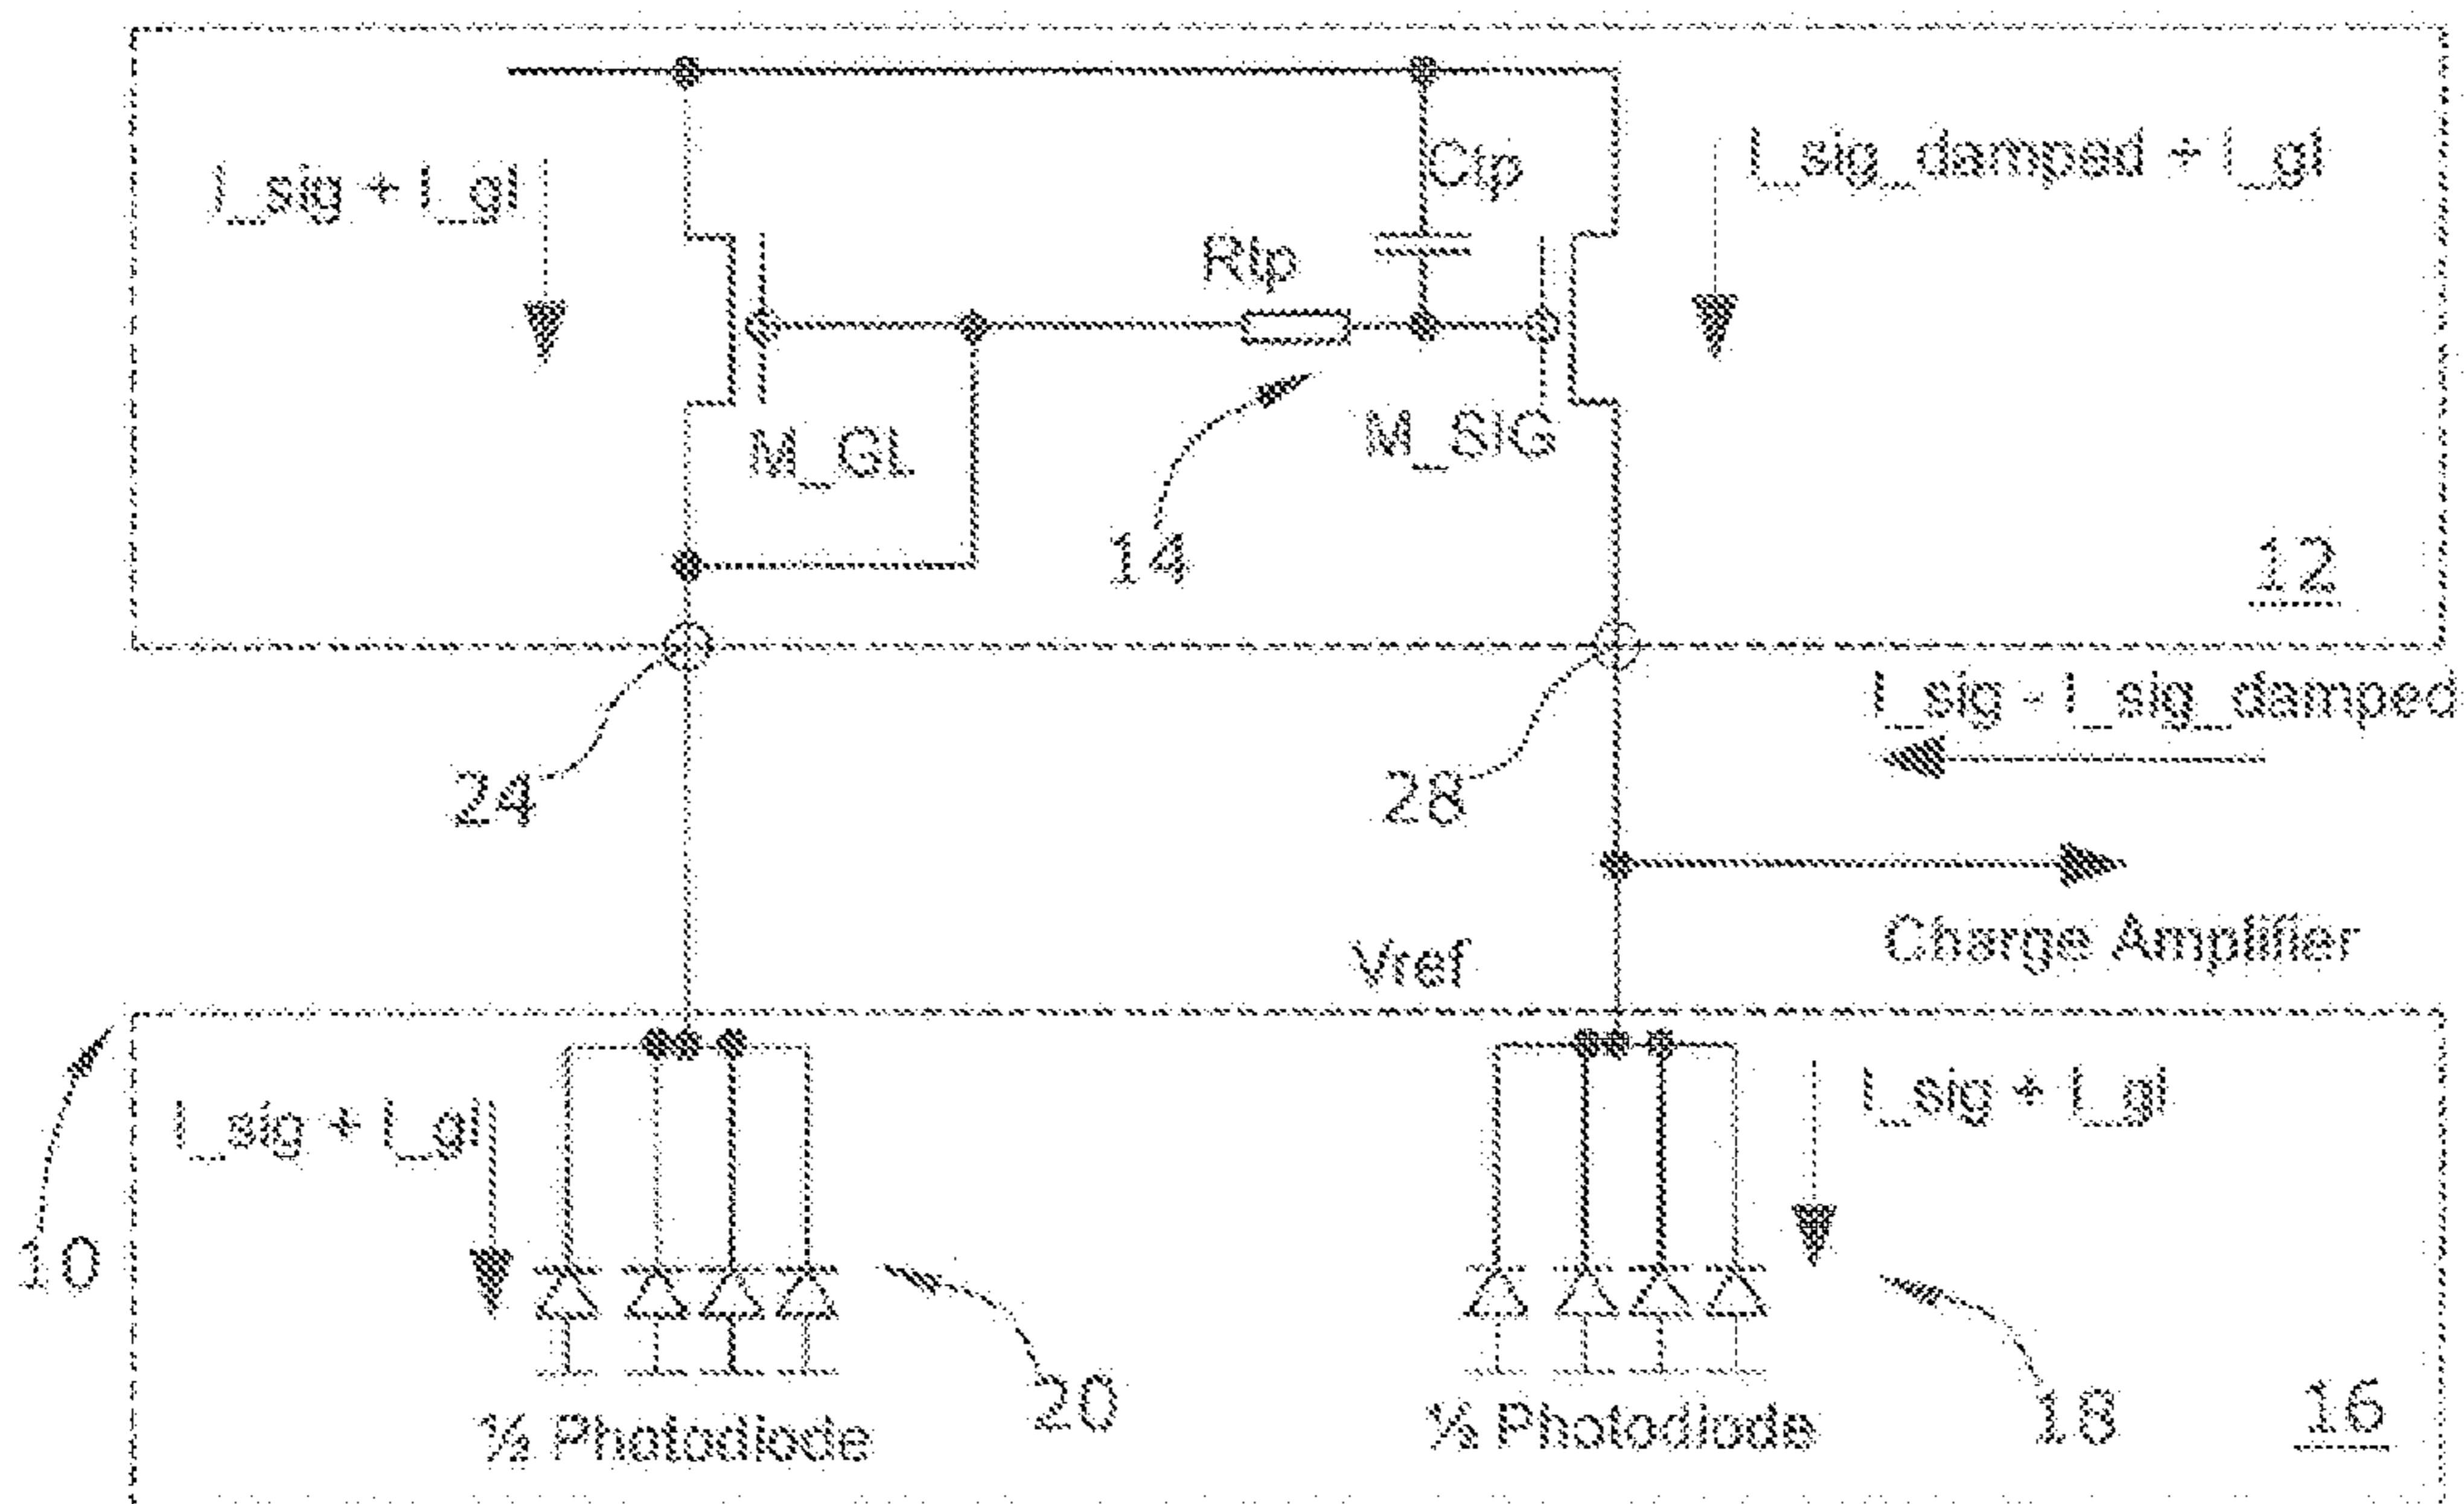 I_sig + I_gl
Ctp
I_sig_damped + I_gl
Rtp
M_GL
M_SIG
14
12
I_sig - I_sig_damped
24
28
Charge Amplifier
Vref
I_sig + I_gl
I_sig + I_gl
10
20
18
16
½ Photodiode
½ Photodiode